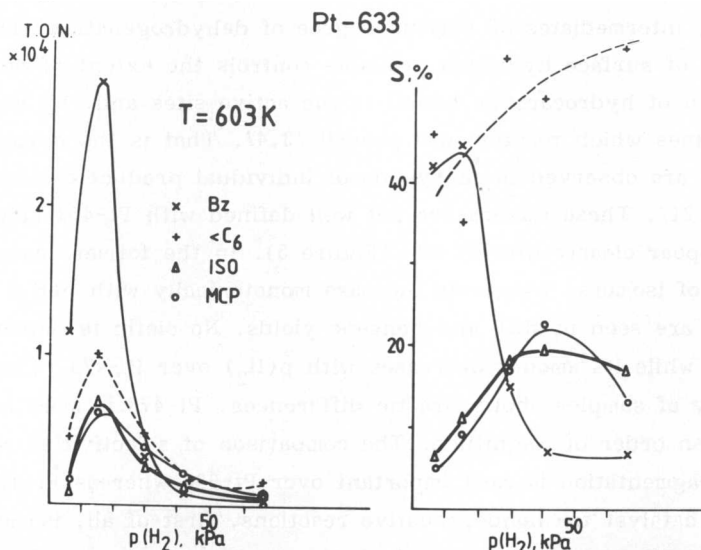 Pt-633
T.O.N.
×10⁴
T=603K
2
1
× Bz
+ <C₆
△ ISO
○ MCP
50
p(H₂), kPa
S,%
40
20
50
p(H₂), kPa